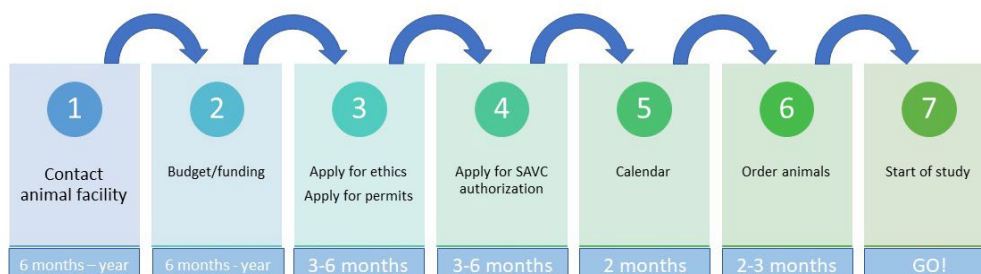 1
Contact
animal facility
6 months – year
2
Budget/funding
6 months - year
3
Apply for ethics
Apply for permits
3-6 months
4
Apply for SAVC
authorization
3-6 months
5
Calendar
2 months
6
Order animals
2-3 months
7
Start of study
GO!